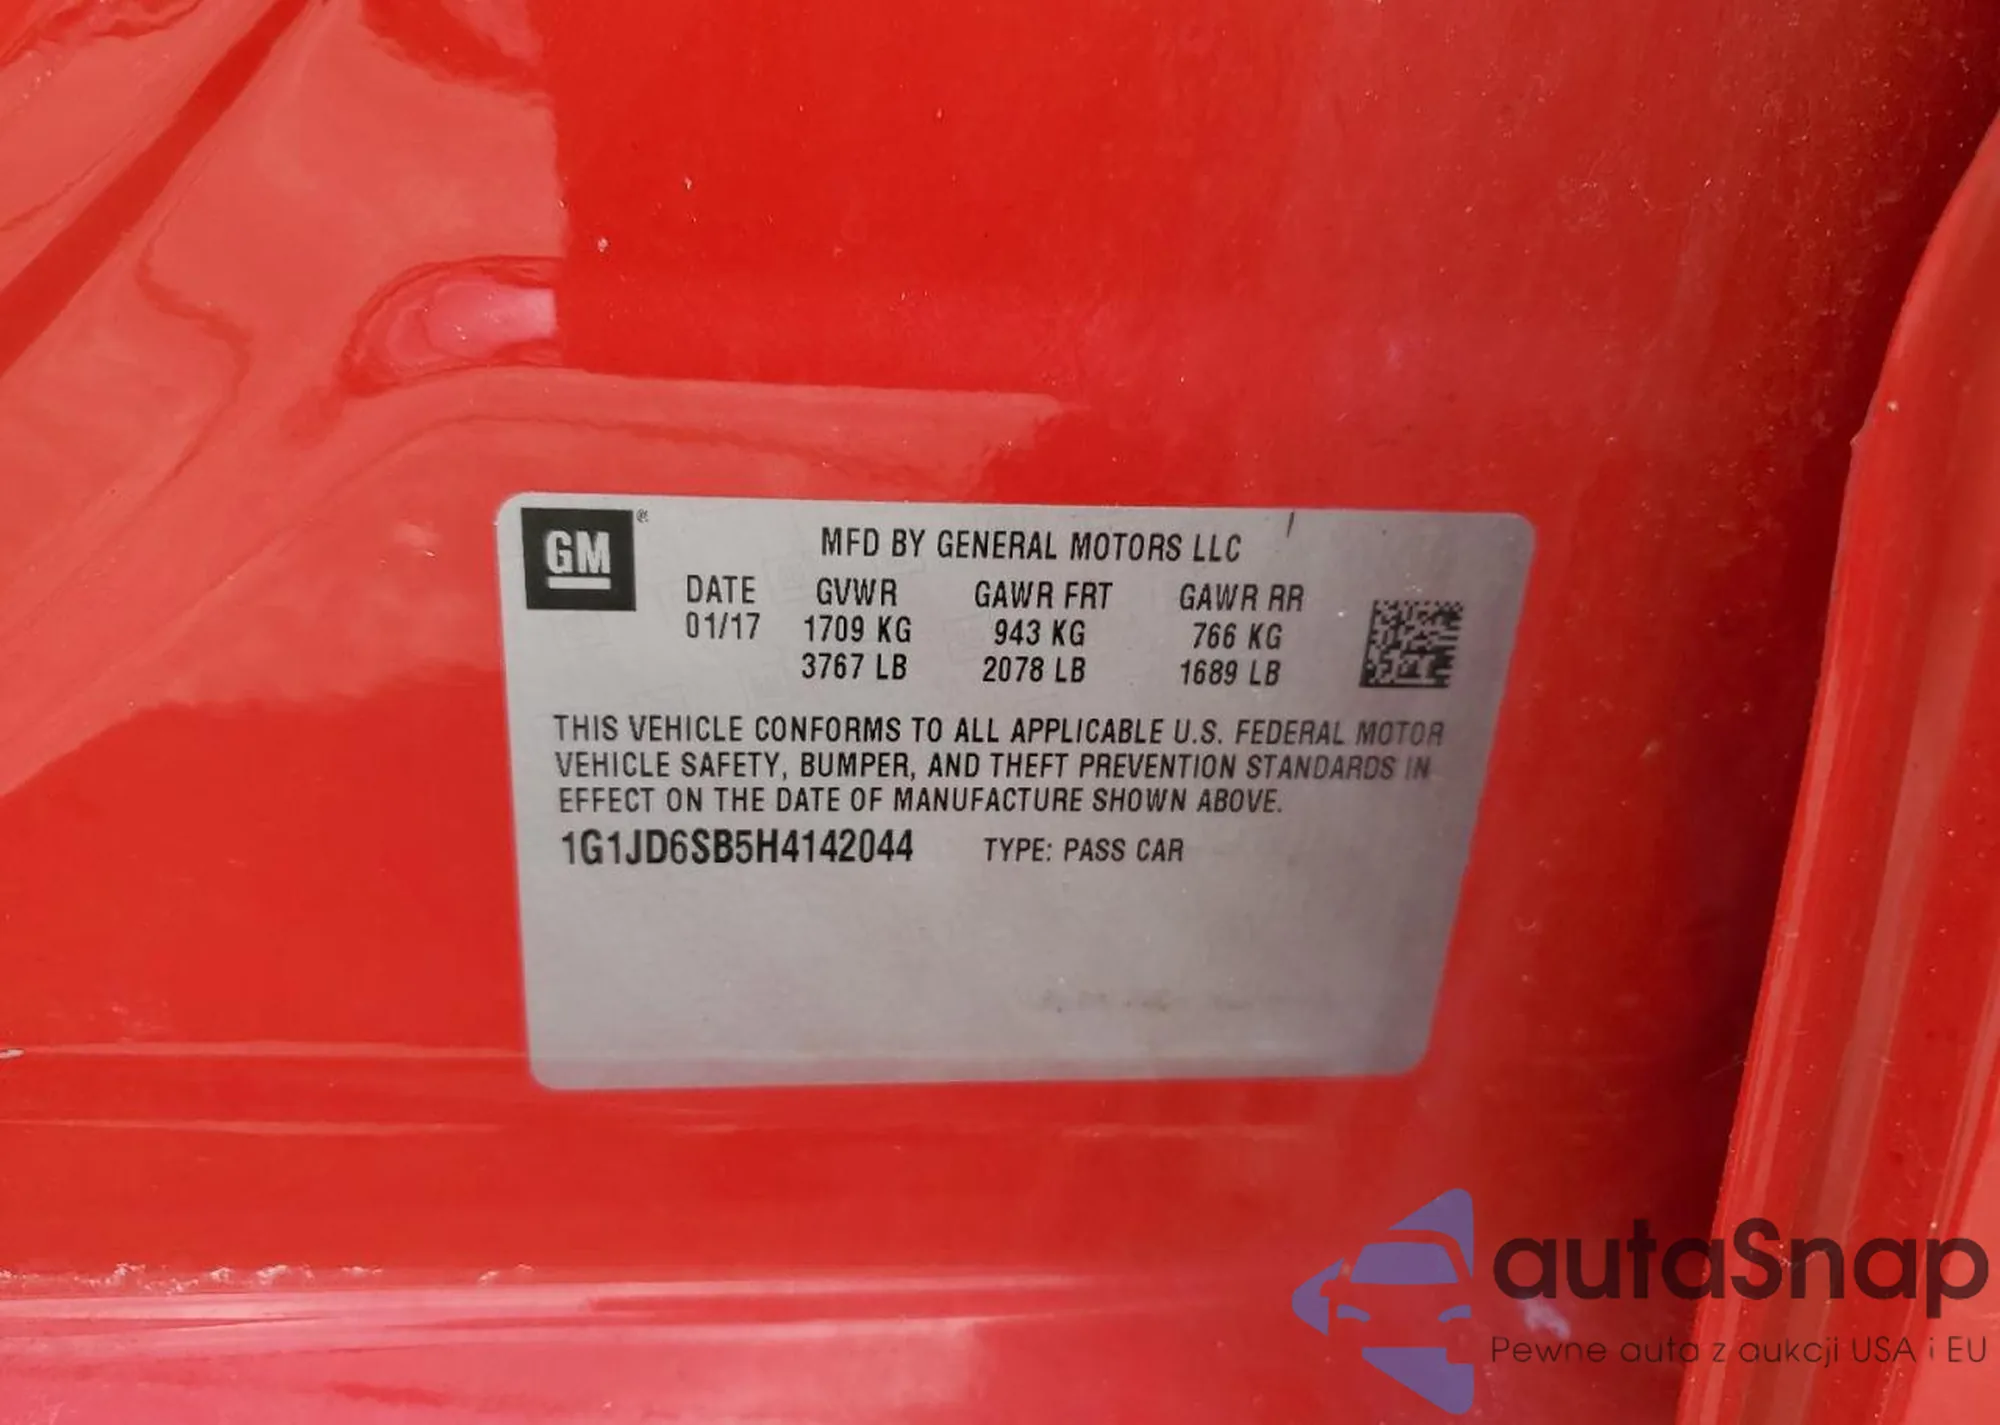 GM®
MFD BY GENERAL MOTORS LLC
DATE GVWR GAWR FRT GAWR RR
01/17 1709 KG 943 KG 766 KG
3767 LB 2078 LB 1689 LB
THIS VEHICLE CONFORMS TO ALL APPLICABLE U.S. FEDERAL MOTOR
VEHICLE SAFETY, BUMPER, AND THEFT PREVENTION STANDARDS IN
EFFECT ON THE DATE OF MANUFACTURE SHOWN ABOVE.
1G1JD6SB5H4142044 TYPE: PASS CAR
autaSnap
Pewne auta z aukcji USA i EU